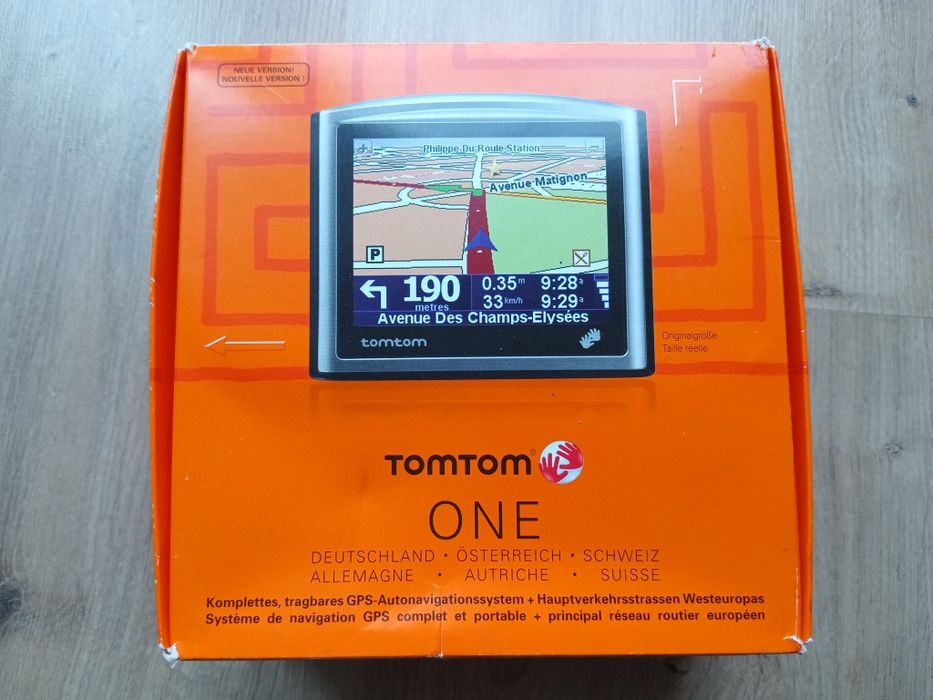 NEUE VERSION!
NOUVELLE VERSION !
Philippe Du Roule Station
Avenue Matignon
P
190
metres
0.35m
33km/h
9:28a
9:29a
Avenue Des Champs-Elysées
tomtom
Originalgröße
Taille réelle
TOMTOM®
ONE
DEUTSCHLAND · ÖSTERREICH · SCHWEIZ
ALLEMAGNE · AUTRICHE · SUISSE
Komplettes, tragbares GPS-Autonavigationssystem + Hauptverkehrsstrassen Westeuropas
Système de navigation GPS complet et portable + principal réseau routier européen